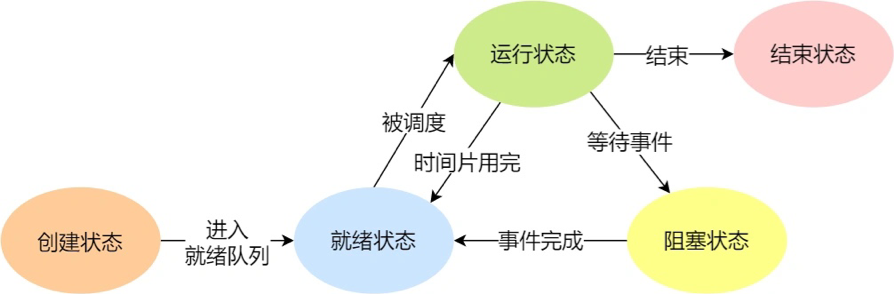 运行状态
结束
结束状态
被调度
时间片用完
等待事件
创建状态
进入
就绪队列
就绪状态
事件完成
阻塞状态